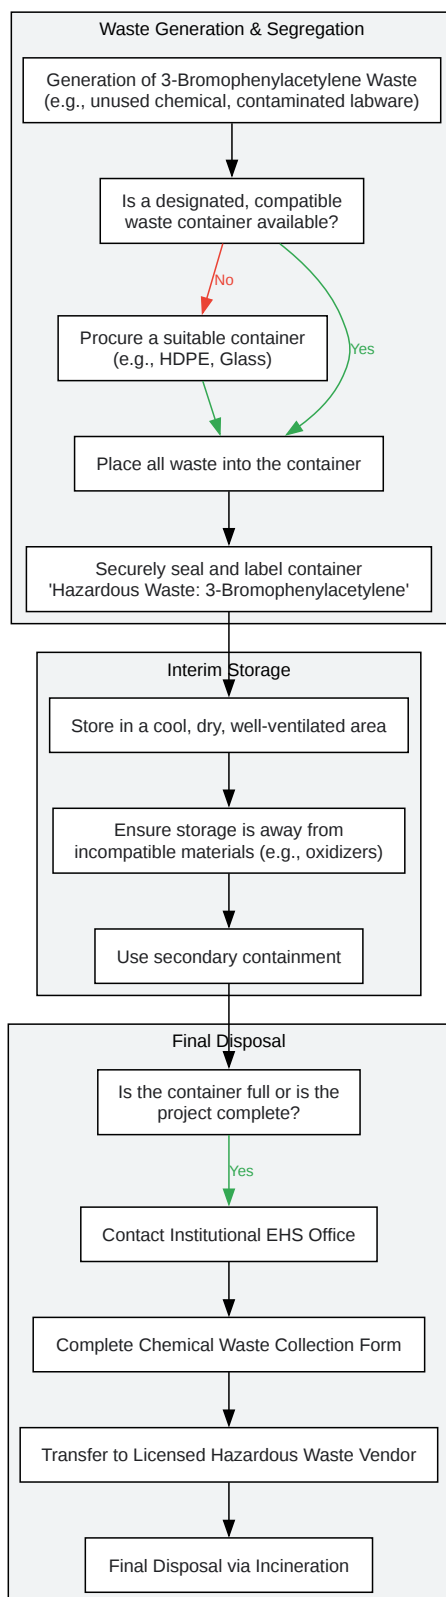 Waste Generation & Segregation
Generation of 3-Bromophenylacetylene Waste
(e.g., unused chemical, contaminated labware)
Is a designated, compatible
waste container available?
No
Yes
Procure a suitable container
(e.g., HDPE, Glass)
Place all waste into the container
Securely seal and label container
'Hazardous Waste: 3-Bromophenylacetylene'
Interim Storage
Store in a cool, dry, well-ventilated area
Ensure storage is away from
incompatible materials (e.g., oxidizers)
Use secondary containment
Final Disposal
Is the container full or is the
project complete?
Yes
Contact Institutional EHS Office
Complete Chemical Waste Collection Form
Transfer to Licensed Hazardous Waste Vendor
Final Disposal via Incineration